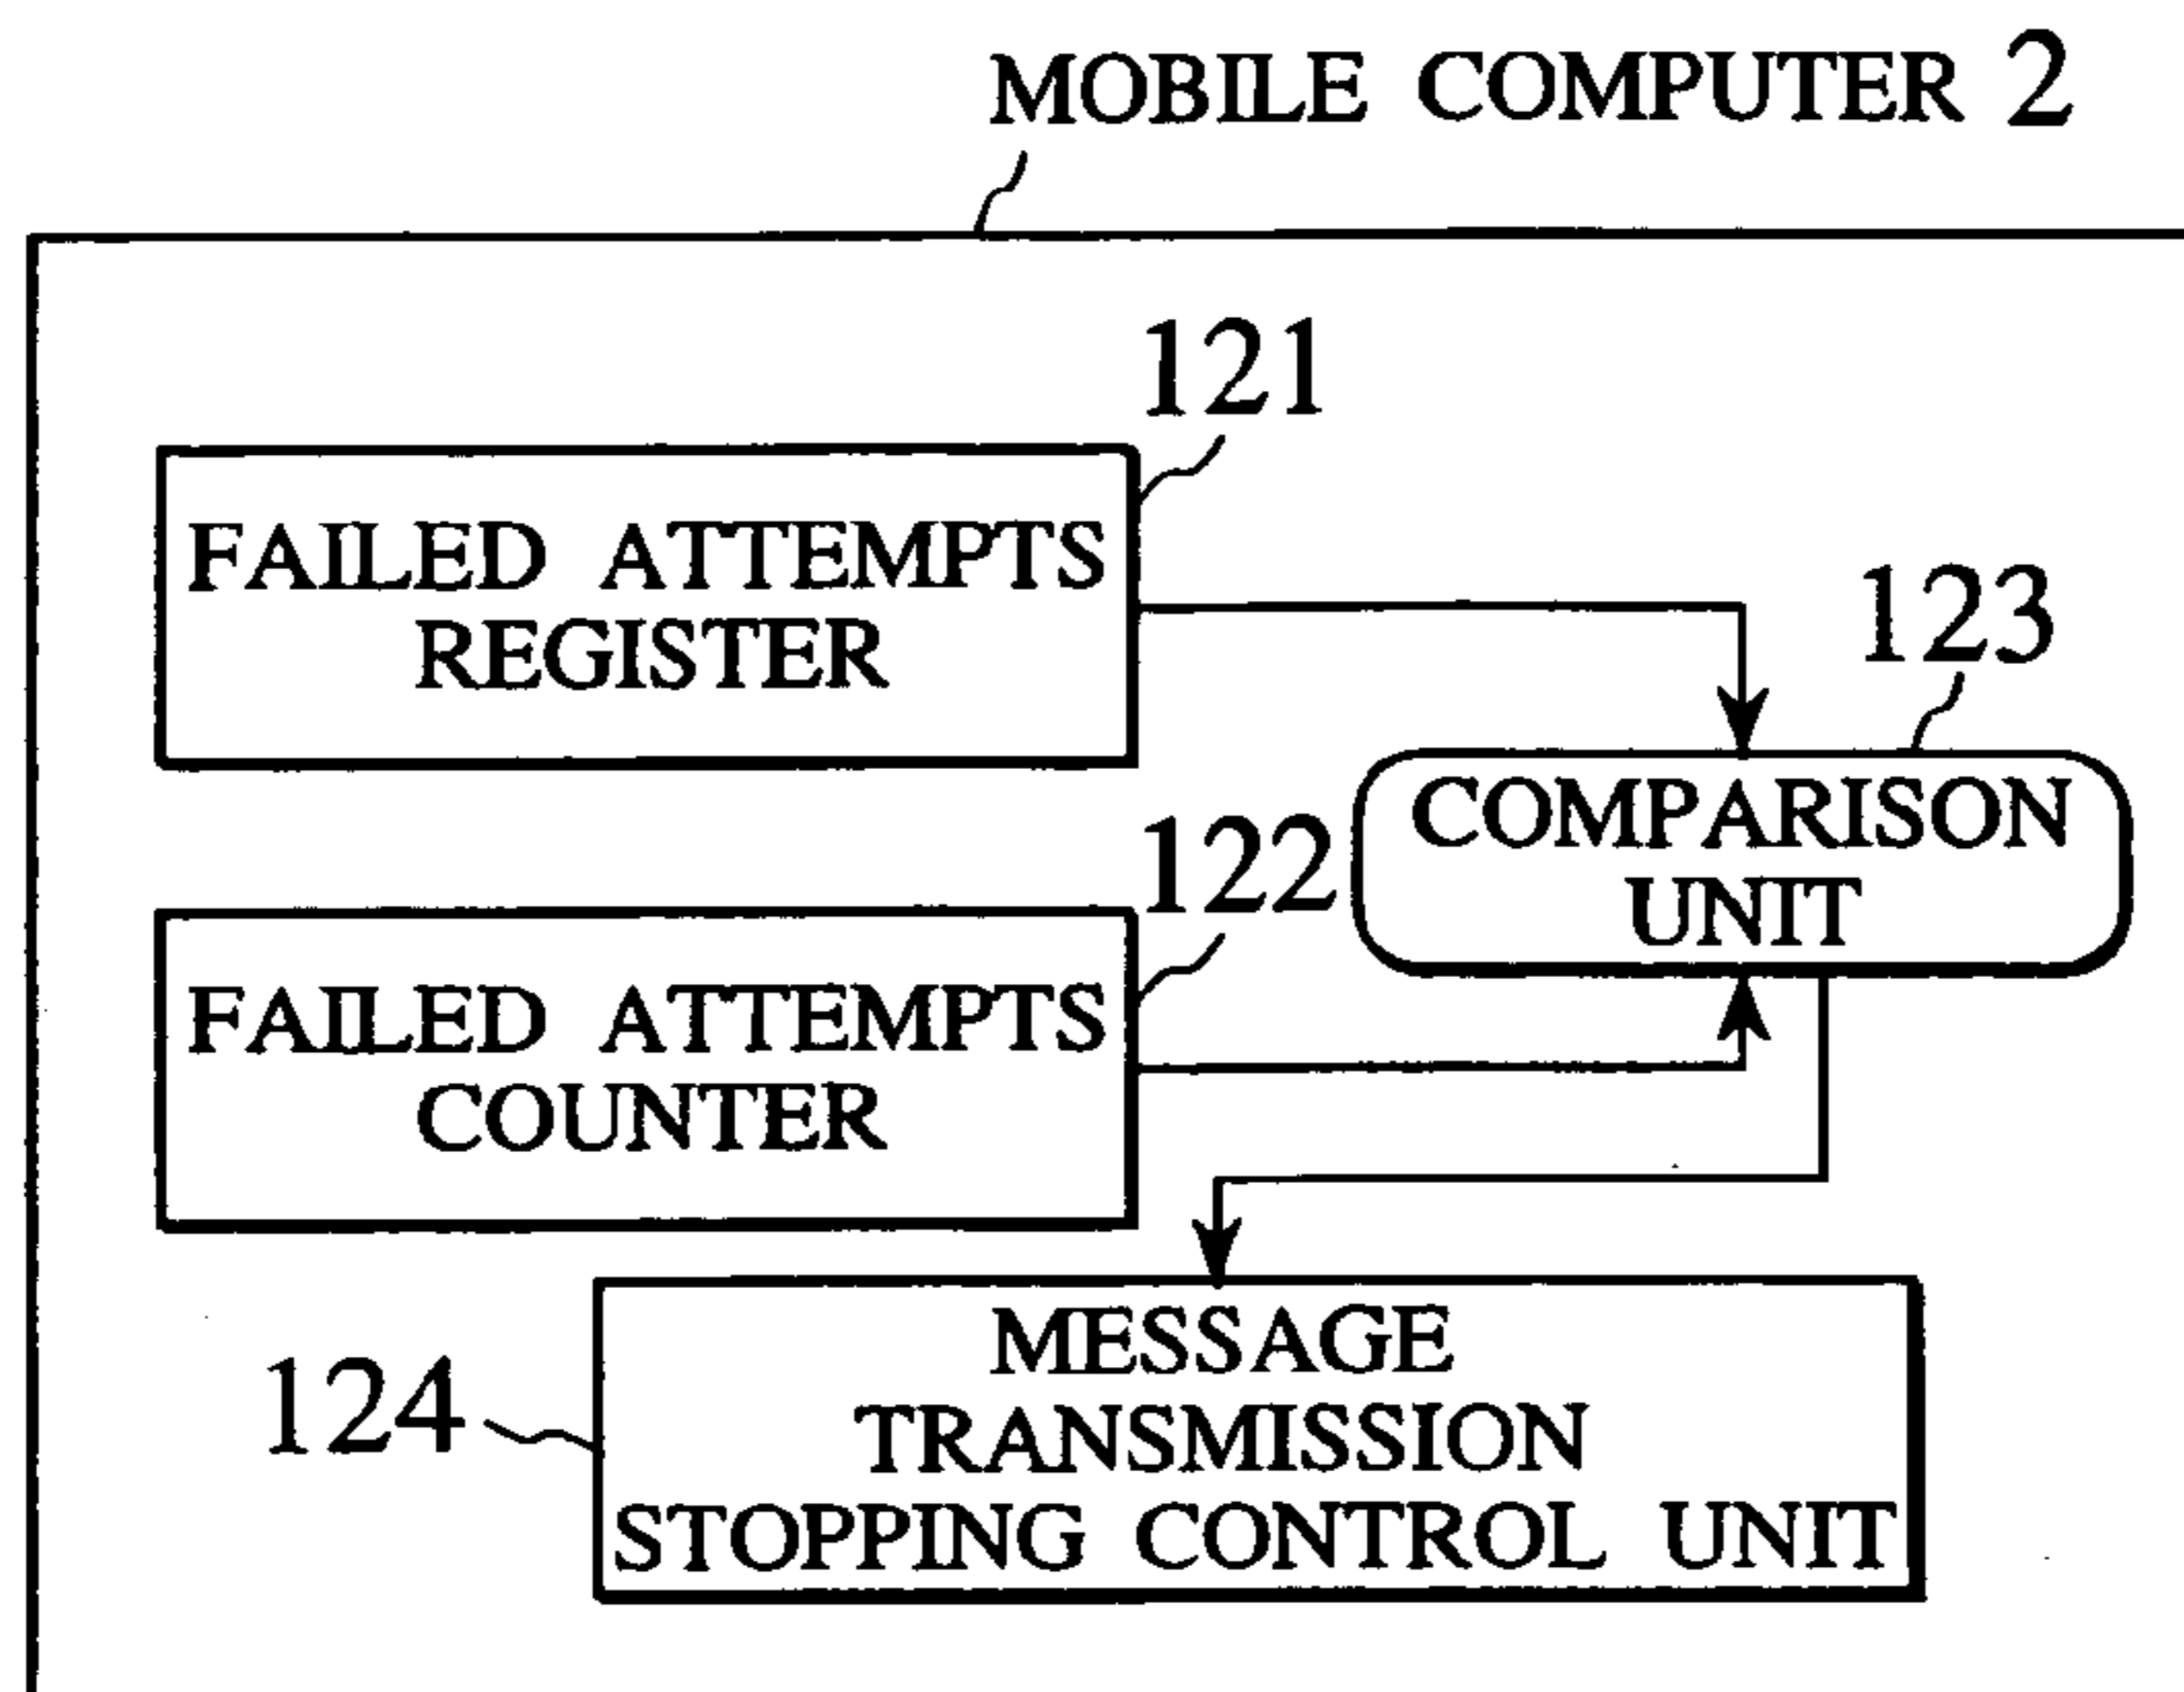 MOBILE COMPUTER 2
121
FAILED ATTEMPTS
REGISTER
123
COMPARISON
UNIT
122
FAILED ATTEMPTS
COUNTER
124
MESSAGE
TRANSMISSION
STOPPING CONTROL UNIT